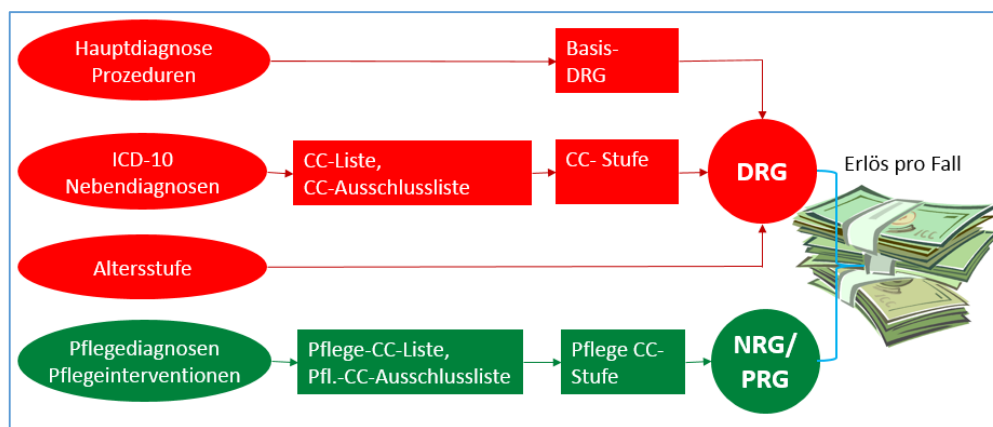 Hauptdiagnose
Prozeduren
Basis-
DRG
ICD-10
Nebendiagnosen
CC-Liste,
CC-Ausschlussliste
CC- Stufe
DRG
Erlös pro Fall
Altersstufe
Pflegediagnosen
Pflegeinterventionen
Pflege-CC-Liste,
Pfl.-CC-Ausschlussliste
Pflege CC-
Stufe
NRG/
PRG